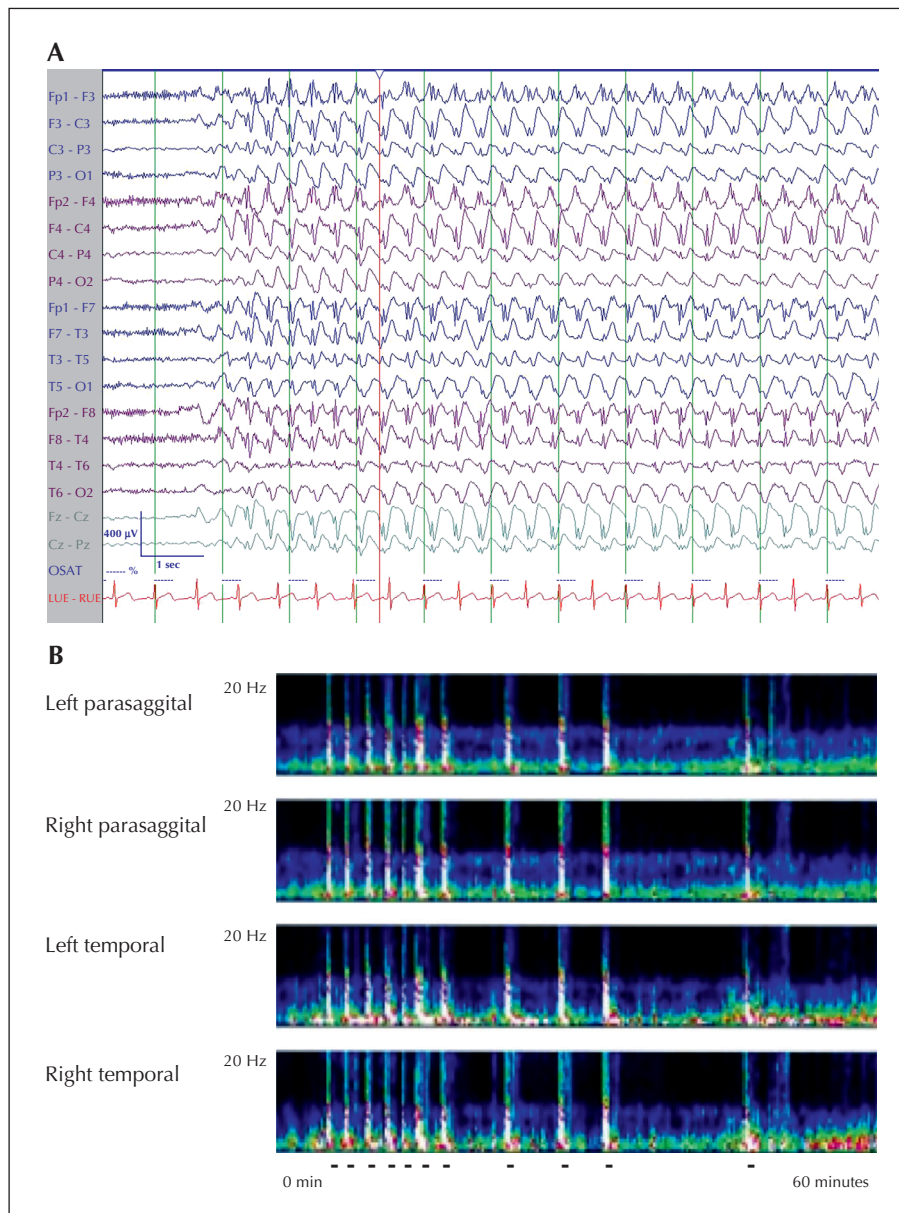 A
Fp1 - F3
F3 - C3
C3 - P3
P3 - O1
Fp2 - F4
F4 - C4
C4 - P4
P4 - O2
Fp1 - F7
F7 - T3
T3 - T5
T5 - O1
Fp2 - F8
F8 - T4
T4 - T6
T6 - O2
Fz - Cz
400 µV
Cz - Pz
1 sec
OSAT ------ %
LUE - RUE
B
Left parasaggital 20 Hz
Right parasaggital 20 Hz
Left temporal 20 Hz
Right temporal 20 Hz
0 min 60 minutes